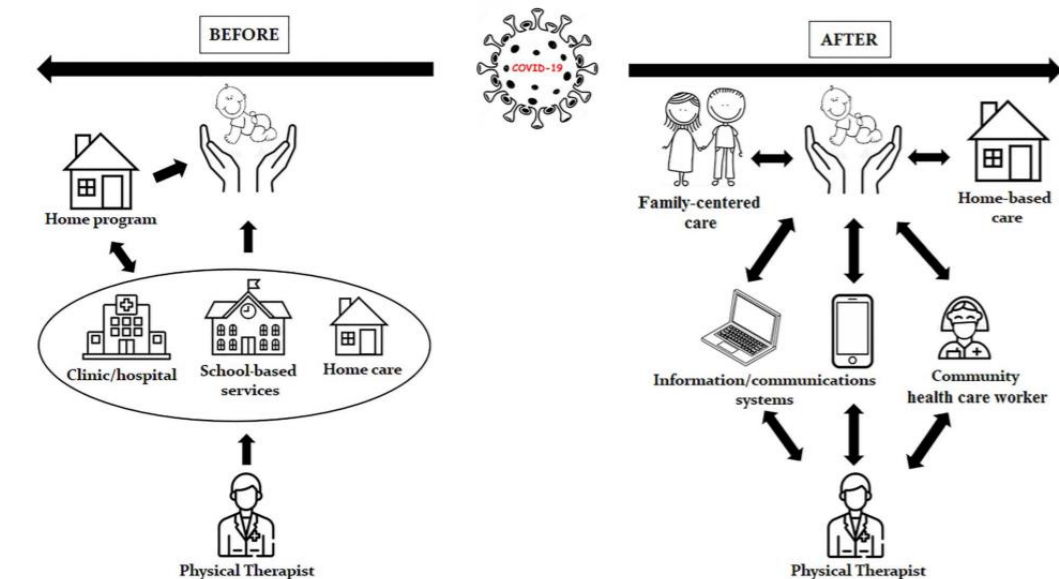 BEFORE
COVID-19
AFTER
Home program
Clinic/hospital
School-based
services
Home care
Physical Therapist
Family-centered
care
Home-based
care
Information/communications
systems
Community
health care worker
Physical Therapist